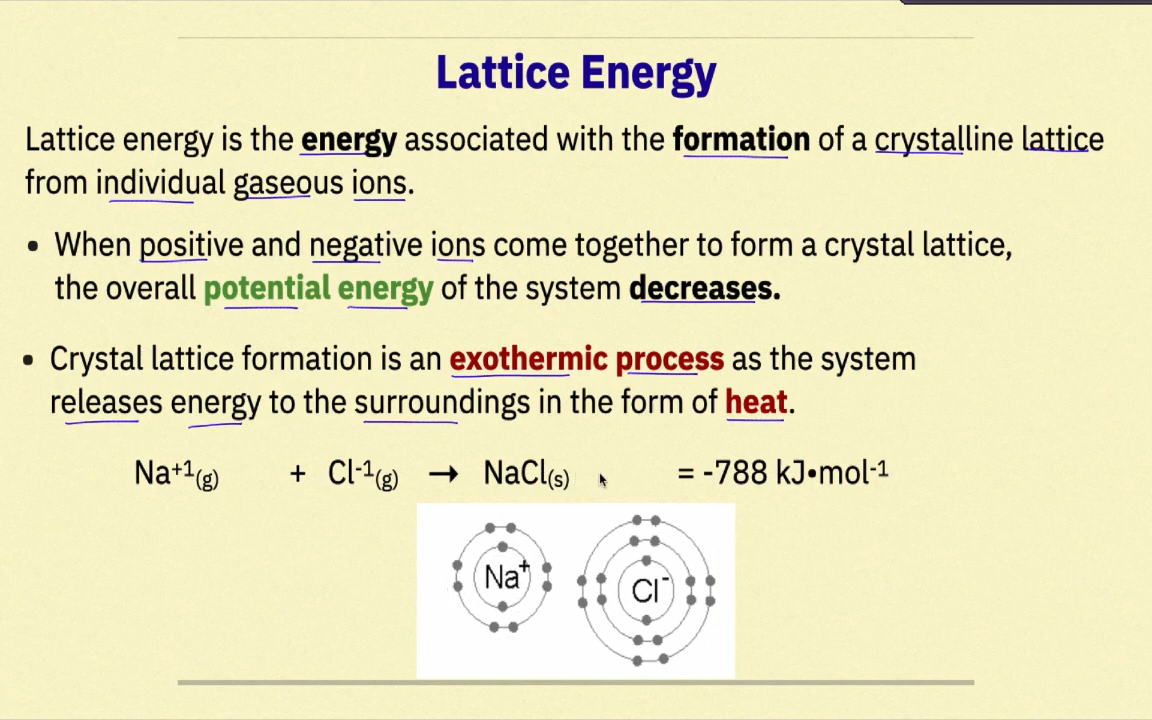 Lattice Energy
Lattice energy is the energy associated with the formation of a crystalline lattice
from individual gaseous ions.
• When positive and negative ions come together to form a crystal lattice,
the overall potential energy of the system decreases.
• Crystal lattice formation is an exothermic process as the system
releases energy to the surroundings in the form of heat.
Na⁺¹(g) + Cl⁻¹(g) → NaCl(s) = -788 kJ•mol⁻¹
Na⁺ Cl⁻